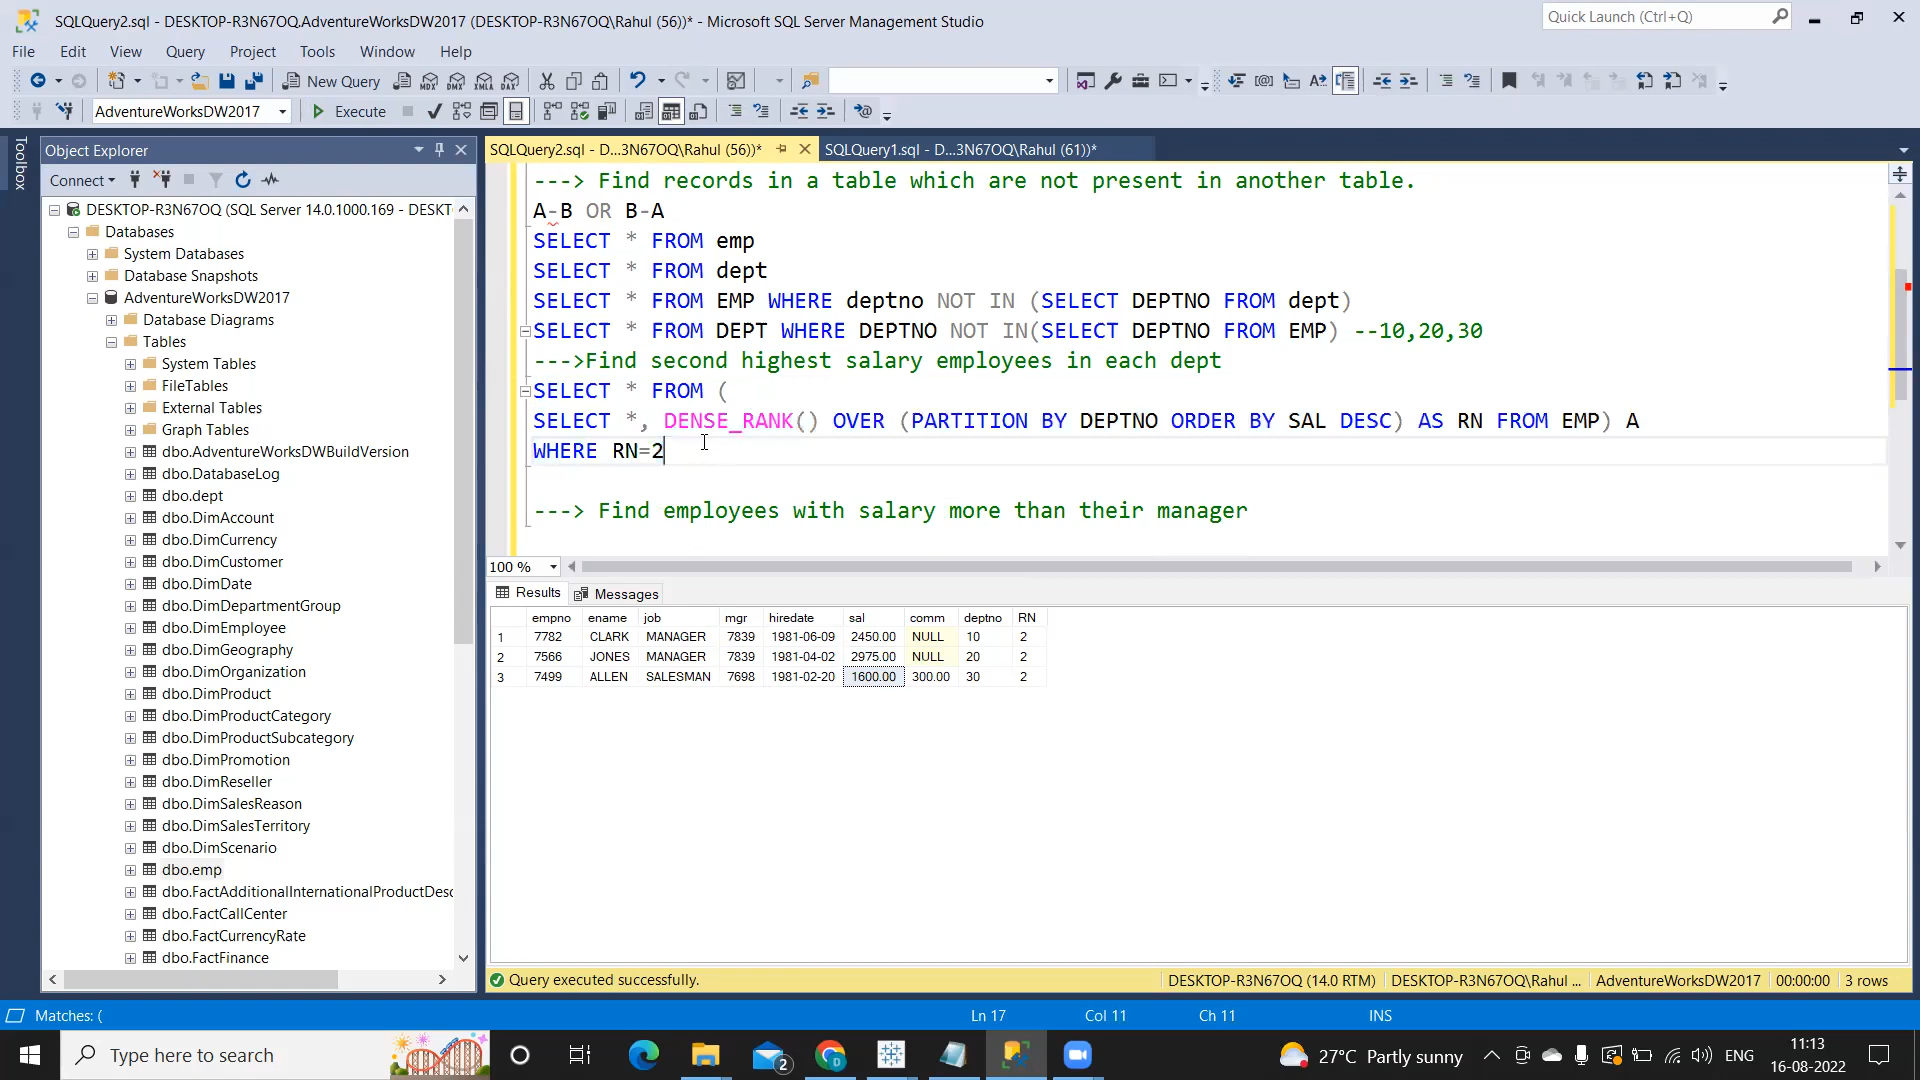 SQLQuery2.sql - DESKTOP-R3N67OQ.AdventureWorksDW2017 (DESKTOP-R3N67OQ\Rahul (56))* - Microsoft SQL Server Management Studio
Quick Launch (Ctrl+Q)
File Edit View Query Project Tools Window Help
New Query MDX DMX XMLA DAX
AdventureWorksDW2017 Execute
Toolbox
Object Explorer
Connect
DESKTOP-R3N67OQ (SQL Server 14.0.1000.169 - DESKT
Databases
System Databases
Database Snapshots
AdventureWorksDW2017
Database Diagrams
Tables
System Tables
FileTables
External Tables
Graph Tables
dbo.AdventureWorksDWBuildVersion
dbo.DatabaseLog
dbo.dept
dbo.DimAccount
dbo.DimCurrency
dbo.DimCustomer
dbo.DimDate
dbo.DimDepartmentGroup
dbo.DimEmployee
dbo.DimGeography
dbo.DimOrganization
dbo.DimProduct
dbo.DimProductCategory
dbo.DimProductSubcategory
dbo.DimPromotion
dbo.DimReseller
dbo.DimSalesReason
dbo.DimSalesTerritory
dbo.DimScenario
dbo.emp
dbo.FactAdditionalInternationalProductDesc
dbo.FactCallCenter
dbo.FactCurrencyRate
dbo.FactFinance
SQLQuery2.sql - D...3N67OQ\Rahul (56))* SQLQuery1.sql - D...3N67OQ\Rahul (61))*
---> Find records in a table which are not present in another table.
A-B OR B-A
SELECT * FROM emp
SELECT * FROM dept
SELECT * FROM EMP WHERE deptno NOT IN (SELECT DEPTNO FROM dept)
SELECT * FROM DEPT WHERE DEPTNO NOT IN(SELECT DEPTNO FROM EMP) --10,20,30
--->Find second highest salary employees in each dept
SELECT * FROM (
SELECT *, DENSE_RANK() OVER (PARTITION BY DEPTNO ORDER BY SAL DESC) AS RN FROM EMP) A
WHERE RN=2
---> Find employees with salary more than their manager
100 %
Results Messages
empno ename job mgr hiredate sal comm deptno RN
1 7782 CLARK MANAGER 7839 1981-06-09 2450.00 NULL 10 2
2 7566 JONES MANAGER 7839 1981-04-02 2975.00 NULL 20 2
3 7499 ALLEN SALESMAN 7698 1981-02-20 1600.00 300.00 30 2
Query executed successfully. DESKTOP-R3N67OQ (14.0 RTM) DESKTOP-R3N67OQ\Rahul ... AdventureWorksDW2017 00:00:00 3 rows
Matches: ( Ln 17 Col 11 Ch 11 INS
Type here to search 2 27°C Partly sunny ENG 11:13
16-08-2022